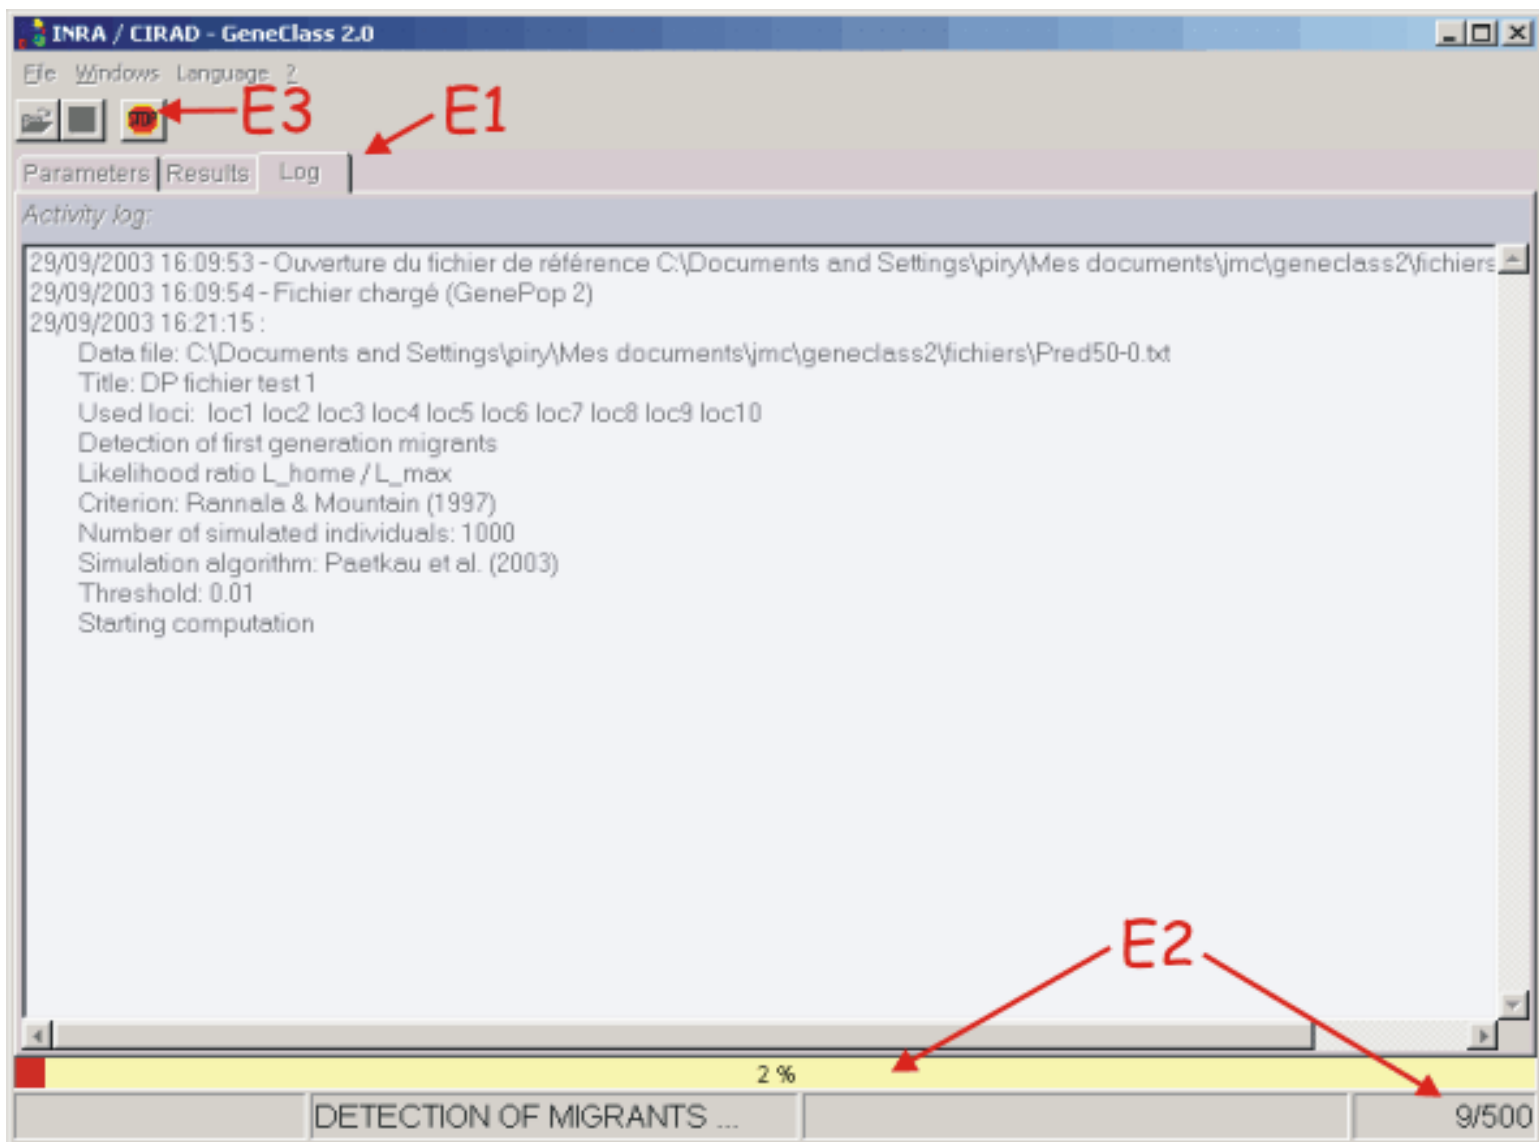 INRA / CIRAD - GeneClass 2.0
File Windows Language ?
STOP E3 E1
Parameters Results Log
Activity log:
29/09/2003 16:09:53 - Ouverture du fichier de référence C:\Documents and Settings\piry\Mes documents\jmc\geneclass2\fichiers
29/09/2003 16:09:54 - Fichier chargé (GenePop 2)
29/09/2003 16:21:15 :
Data file: C:\Documents and Settings\piry\Mes documents\jmc\geneclass2\fichiers\Pred50-0.txt
Title: DP fichier test 1
Used loci: loc1 loc2 loc3 loc4 loc5 loc6 loc7 loc8 loc9 loc10
Detection of first generation migrants
Likelihood ratio L_home / L_max
Criterion: Rannala & Mountain (1997)
Number of simulated individuals: 1000
Simulation algorithm: Paetkau et al. (2003)
Threshold: 0.01
Starting computation
E2
2 %
DETECTION OF MIGRANTS ... 9/500